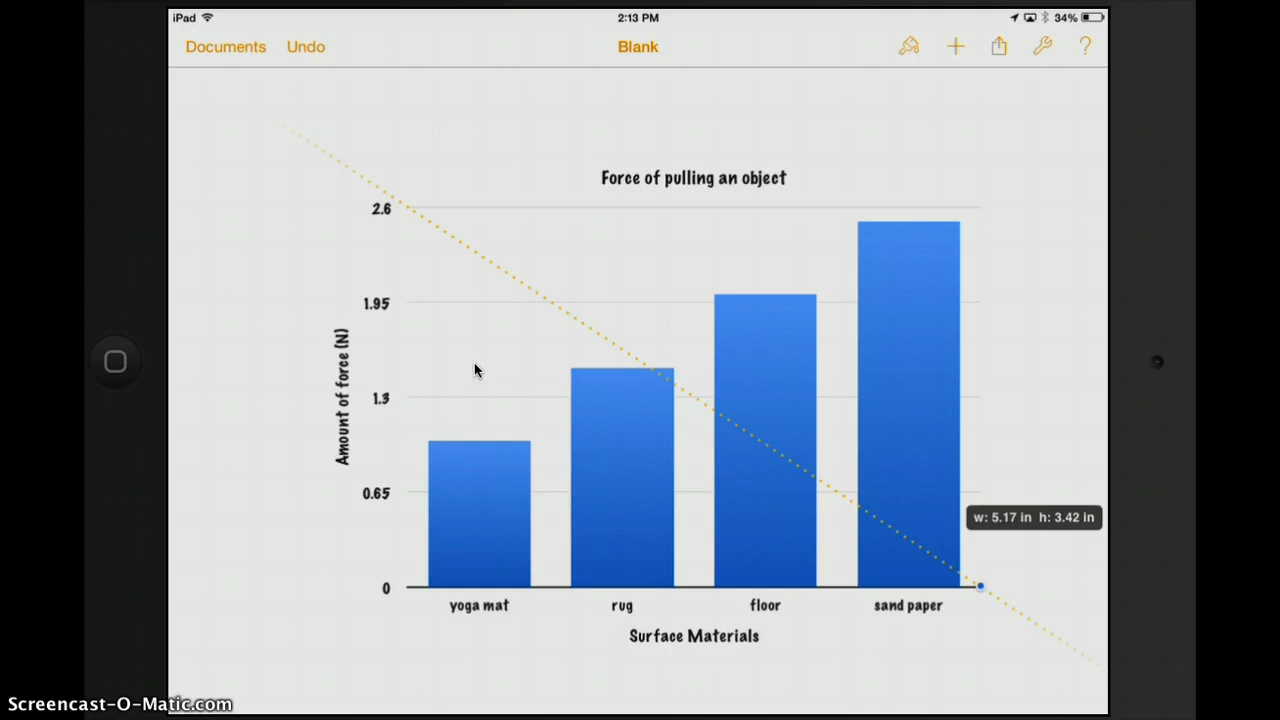 iPad 2:13 PM 34%
Documents Undo Blank ?
Force of pulling an object
2.6
1.95
1.3
0.65
0
Amount of force (N)
w: 5.17 in h: 3.42 in
yoga mat rug floor sand paper
Surface Materials
Screencast-O-Matic.com